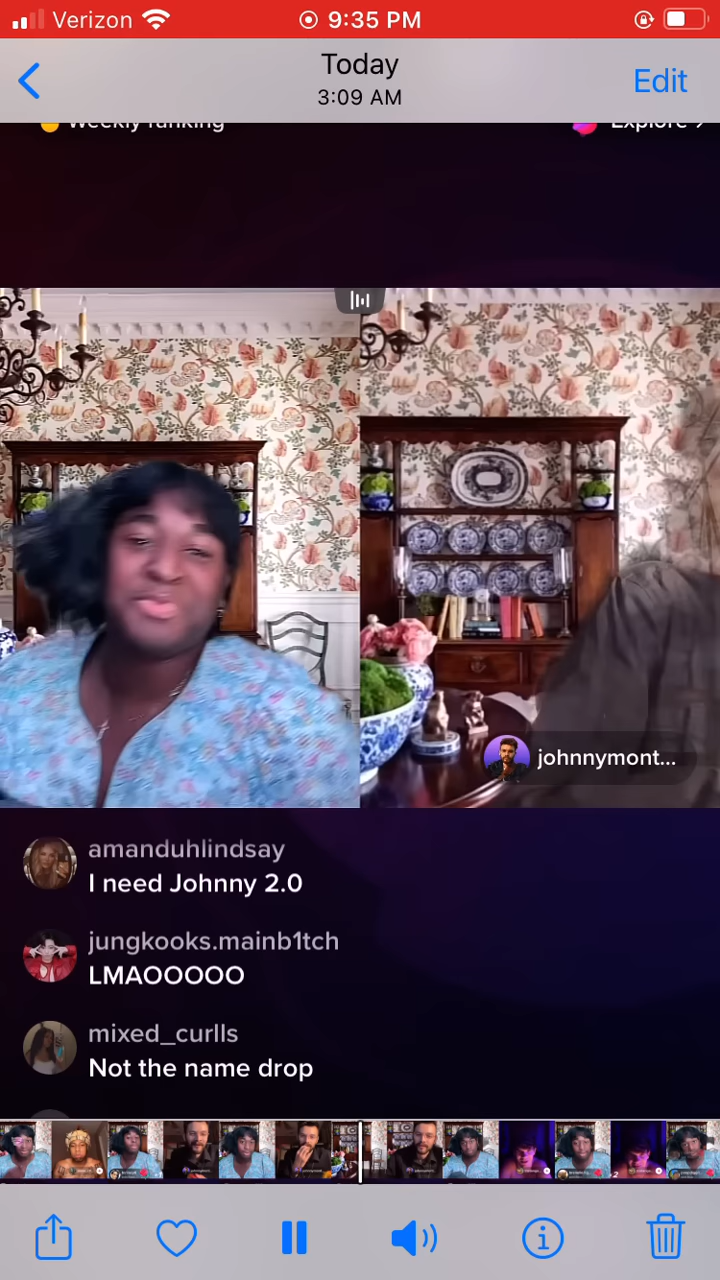 Verizon 9:35 PM
Today
3:09 AM
Edit
Weekly ranking Explore >
johnnymont...
amanduhlindsay
I need Johnny 2.0
jungkooks.mainb1tch
LMAOOOOO
mixed_curlls
Not the name drop